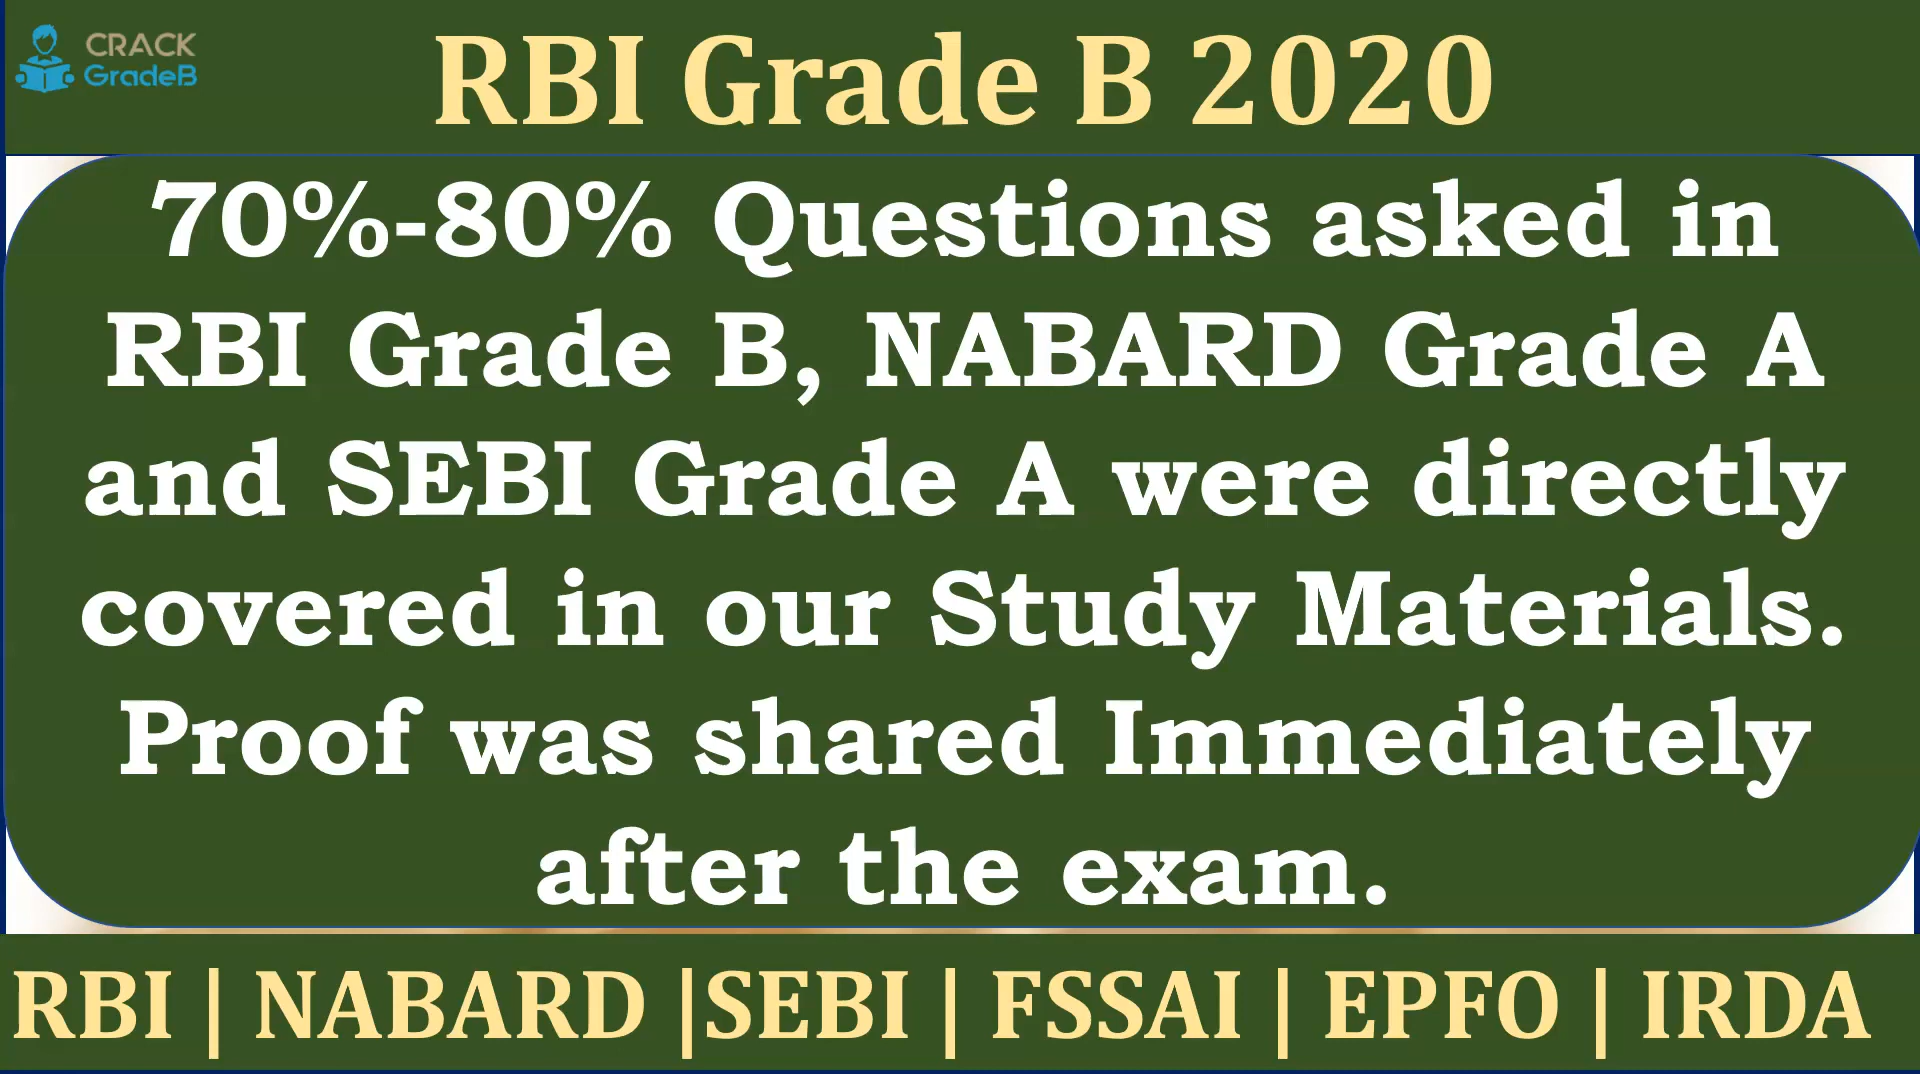 CRACK
GradeB
RBI Grade B 2020
70%-80% Questions asked in
RBI Grade B, NABARD Grade A
and SEBI Grade A were directly
covered in our Study Materials.
Proof was shared Immediately
after the exam.
RBI | NABARD |SEBI | FSSAI | EPFO | IRDA